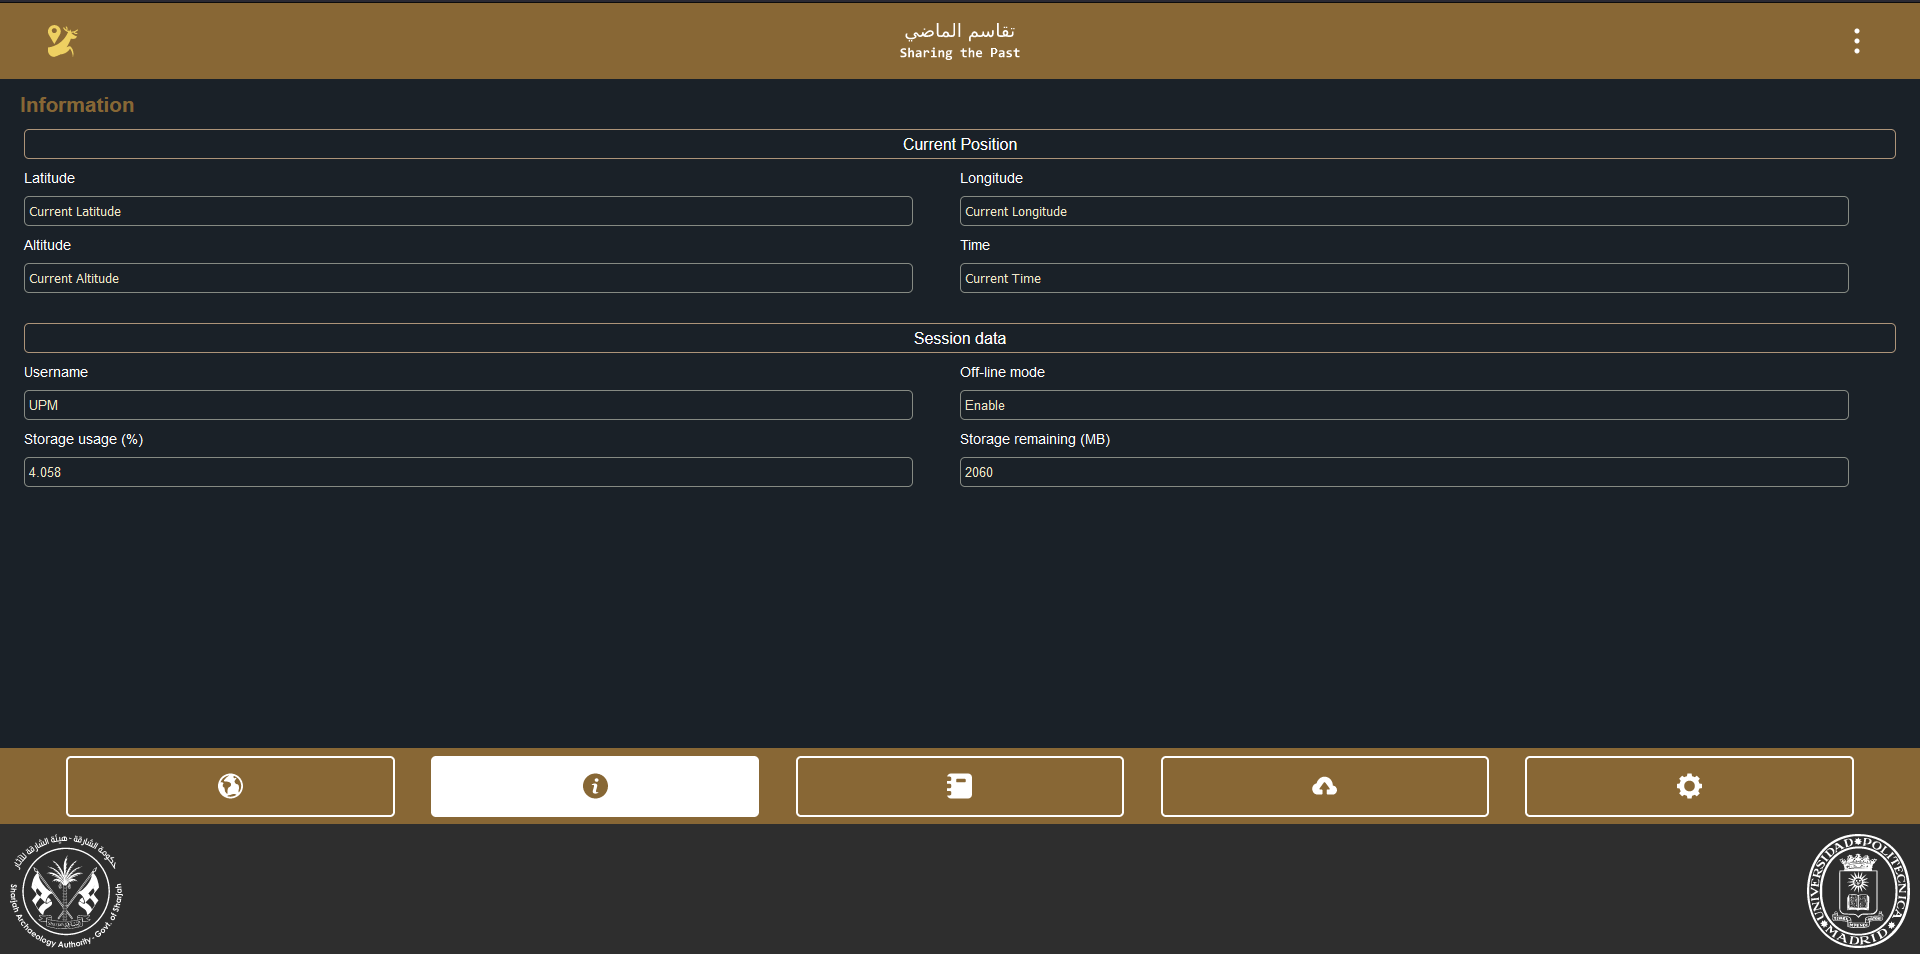 تقاسم الماضي
Sharing the Past
Information
Current Position
Latitude
Longitude
Current Latitude
Current Longitude
Altitude
Time
Current Altitude
Current Time
Session data
Username
Off-line mode
UPM
Enable
Storage usage (%)
Storage remaining (MB)
4.058
2060
حكومة الشارقة - هيئة الشارقة للآثار
Sharjah Archaeology Authority - Govt. of Sharjah
UNIVERSIDAD POLITECNICA
MADRID